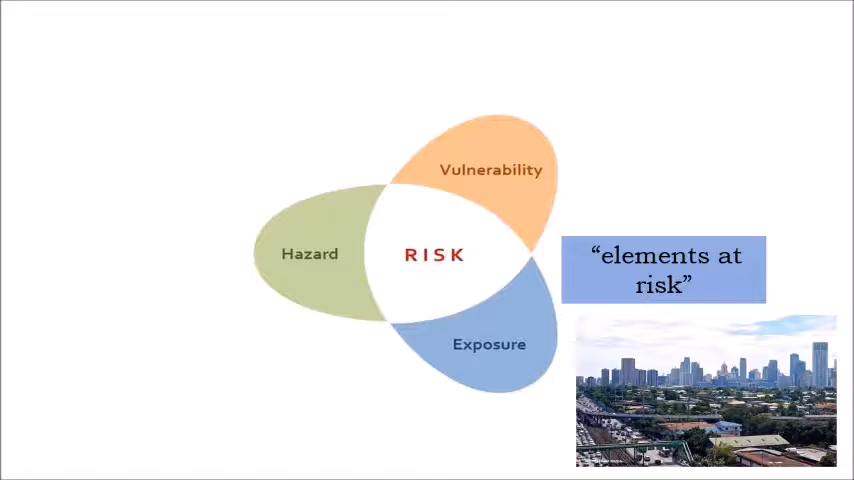 Vulnerability
Hazard
RISK
“elements at
risk”
Exposure